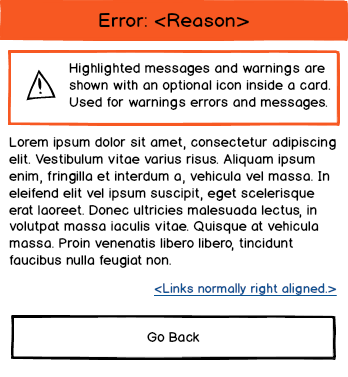 Error: <Reason>
Highlighted messages and warnings are
shown with an optional icon inside a card.
Used for warnings errors and messages.
Lorem ipsum dolor sit amet, consectetur adipiscing
elit. Vestibulum vitae varius risus. Aliquam ipsum
enim, fringilla et interdum a, vehicula vel massa. In
eleifend elit vel ipsum suscipit, eget scelerisque
erat laoreet. Donec ultricies malesuada lectus, in
volutpat massa iaculis vitae. Quisque at vehicula
massa. Proin venenatis libero libero, tincidunt
faucibus nulla feugiat non.
<Links normally right aligned.>
Go Back